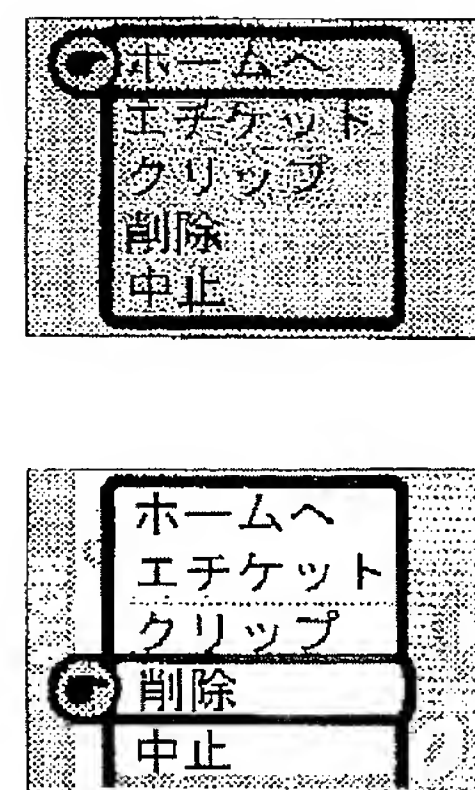 ホームへ
エチケット
クリップ
削除
中止
ホームへ
エチケット
クリップ
削除
中止